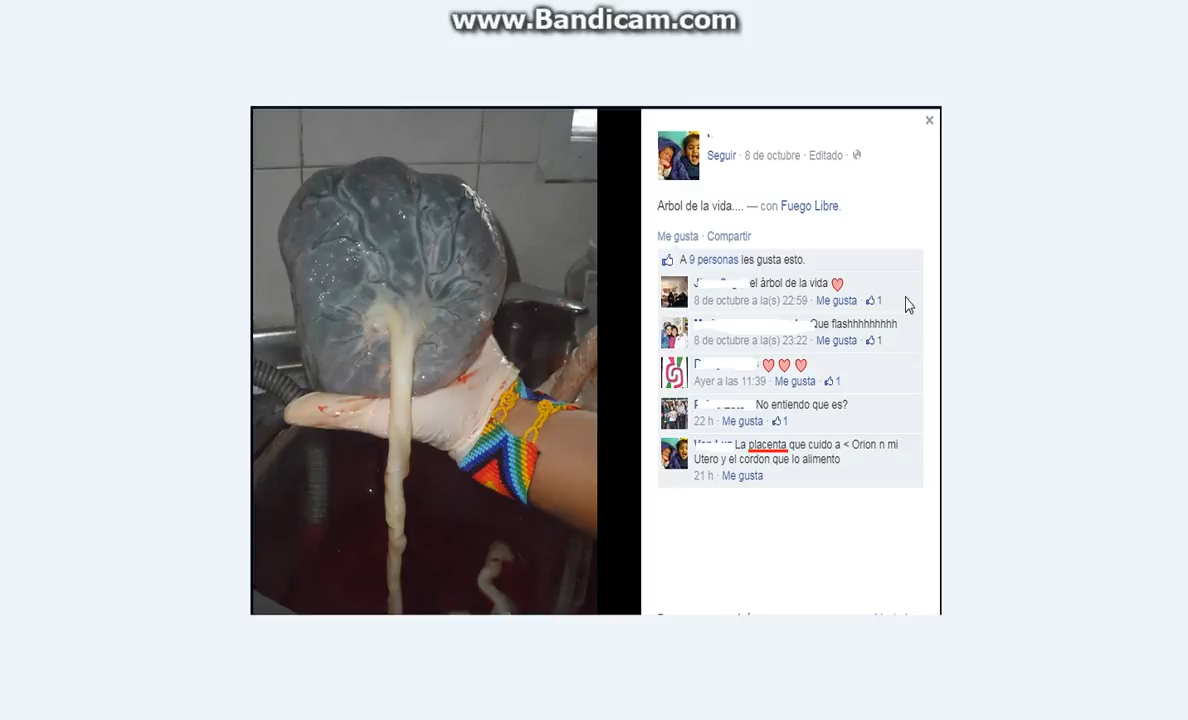 www.Bandicam.com
Seguir · 8 de octubre · Editado ·
Arbol de la vida.... — con Fuego Libre.
Me gusta · Compartir
A 9 personas les gusta esto.
el árbol de la vida
8 de octubre a la(s) 22:59 · Me gusta · 1
Que flashhhhhhhhh
8 de octubre a la(s) 23:22 · Me gusta · 1
Ayer a las 11:39 · Me gusta · 1
No entiendo que es?
22 h · Me gusta · 1
La placenta que cuido a < Orion n mi
Utero y el cordon que lo alimento
21 h · Me gusta